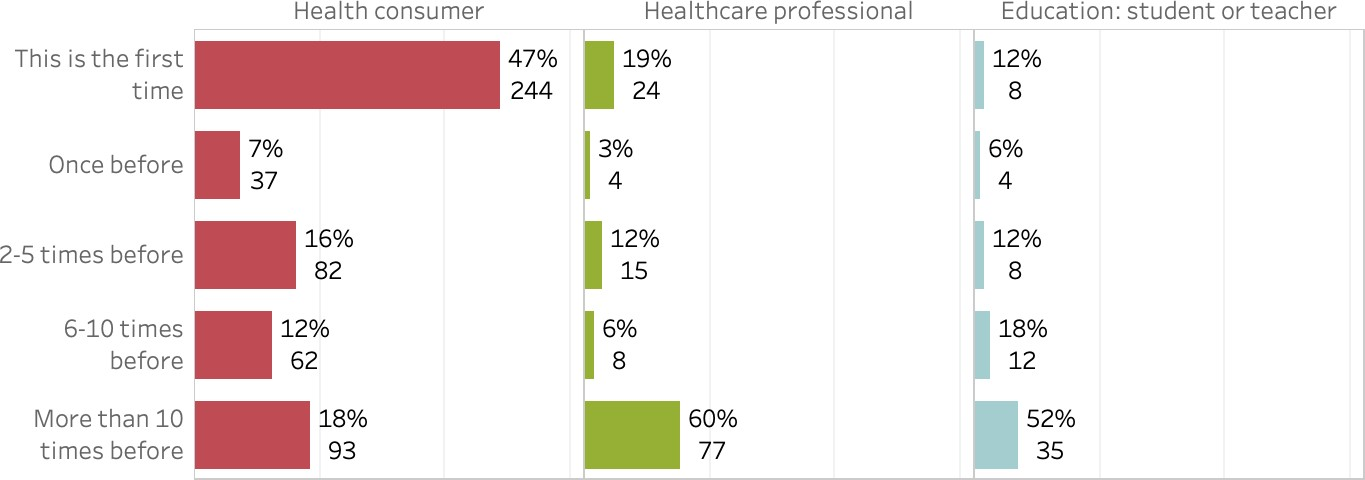 Health consumer
Healthcare professional
Education: student or teacher
This is the first
time
47%
244
19%
24
12%
8
Once before
7%
37
3%
4
6%
4
2-5 times before
16%
82
12%
15
12%
8
6-10 times
before
12%
62
6%
8
18%
12
More than 10
times before
18%
93
60%
77
52%
35